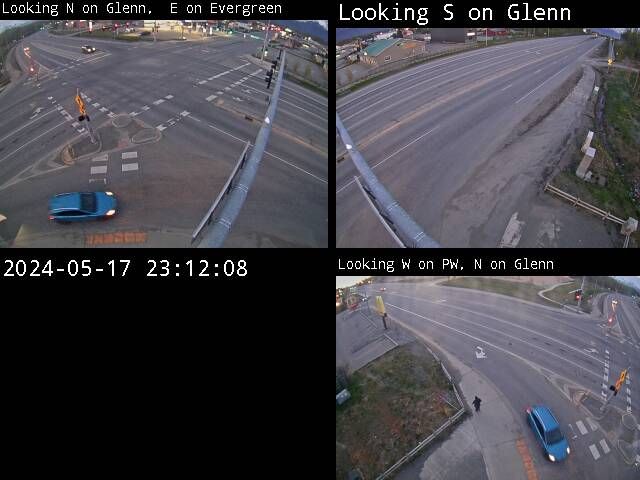 Looking N on Glenn,  E on Evergreen
Looking S on Glenn
2024-05-17 23:12:08
Looking W on PW, N on Glenn